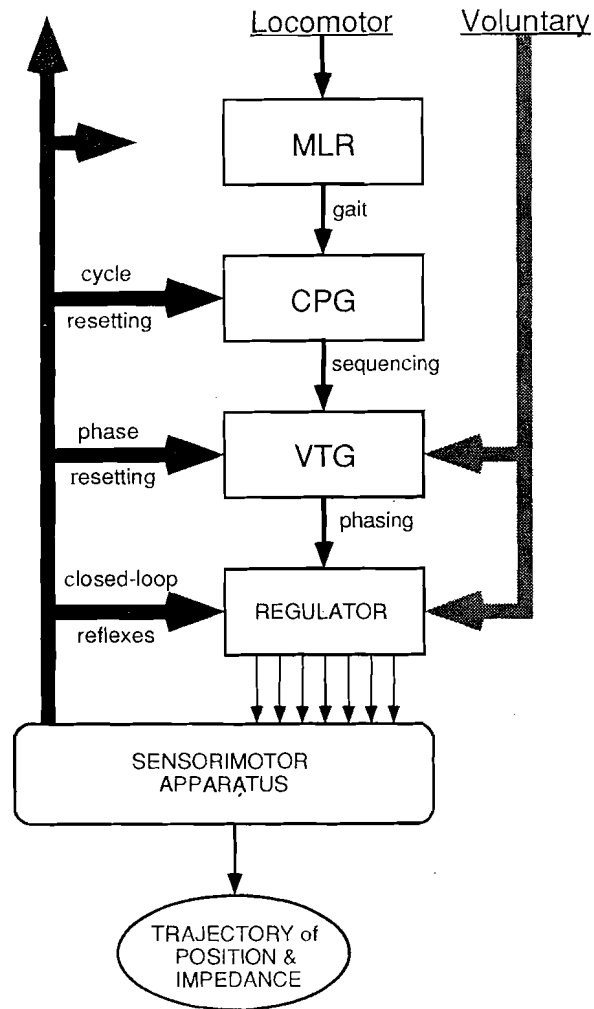 Locomotor
Voluntary
MLR
gait
cycle
resetting
CPG
sequencing
phase
resetting
VTG
phasing
closed-loop
reflexes
REGULATOR
SENSORIMOTOR
APPARATUS
TRAJECTORY of
POSITION &
IMPEDANCE